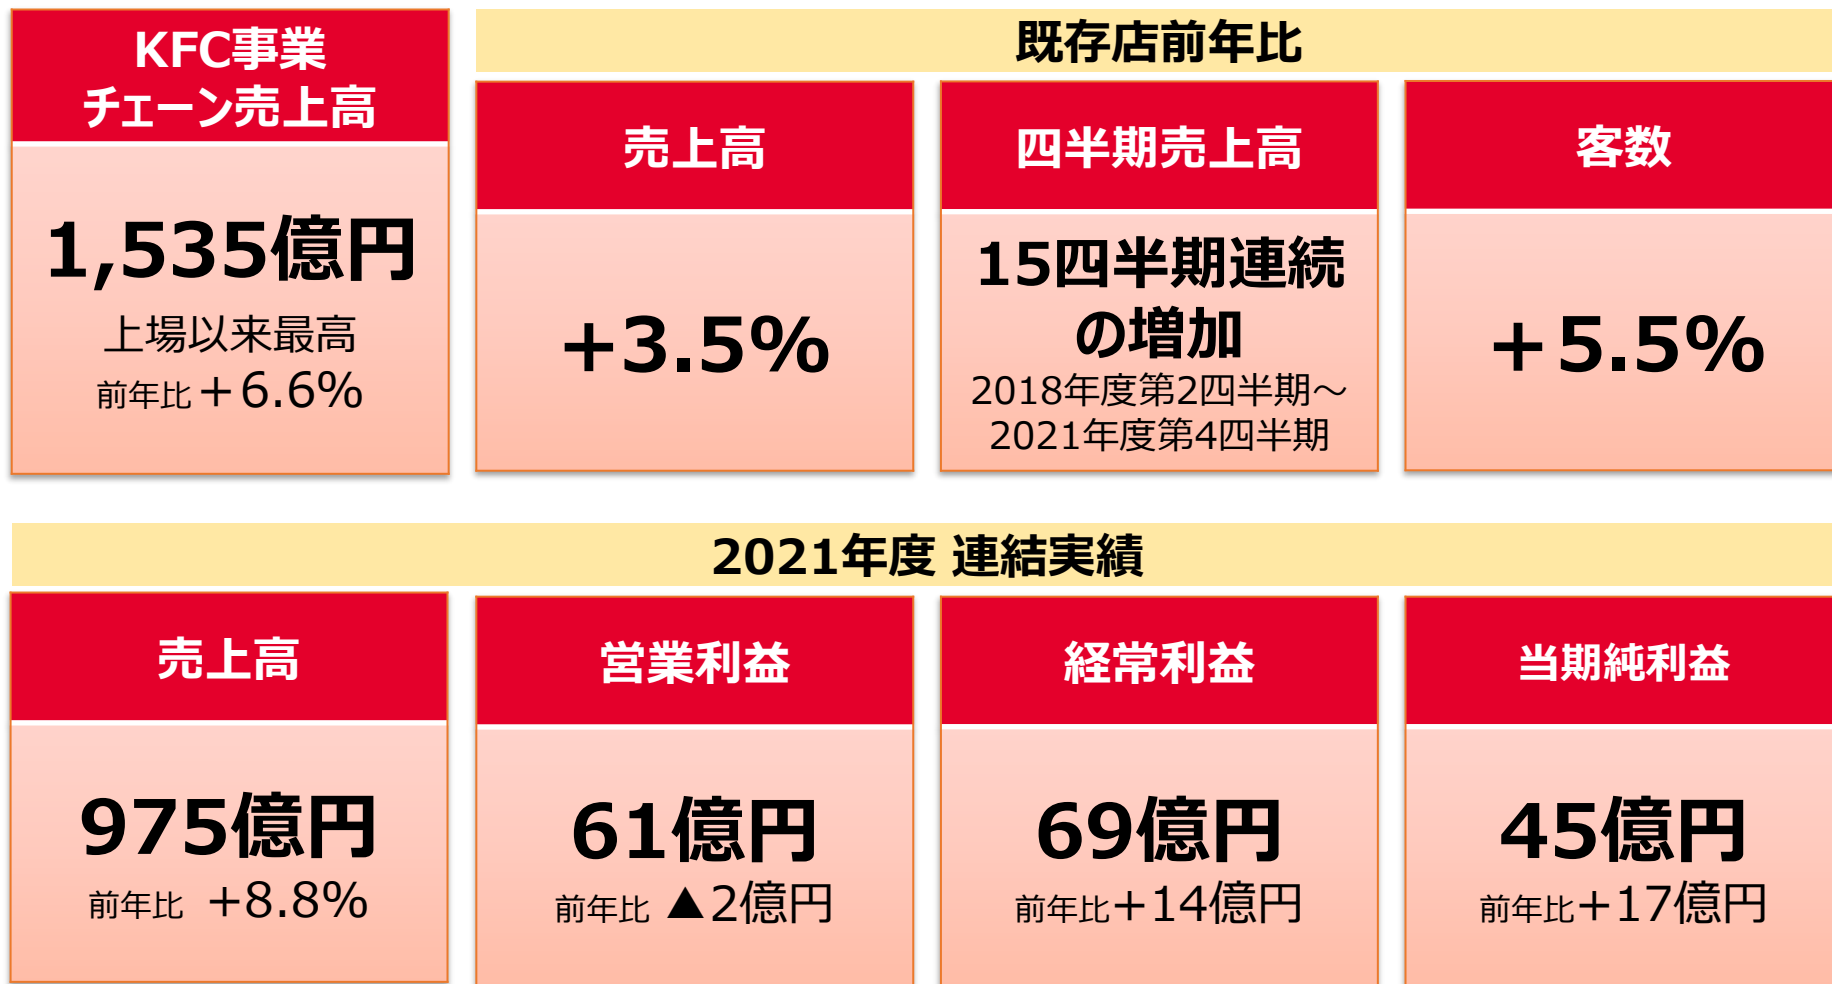 KFC事業
チェーン売上高
1,535億円
上場以来最高
前年比＋6.6%
既存店前年比
売上高
+3.5%
四半期売上高
15四半期連続
の増加
2018年度第2四半期～
2021年度第4四半期
客数
＋5.5%
2021年度 連結実績
売上高
975億円
前年比 +8.8%
営業利益
61億円
前年比 ▲2億円
経常利益
69億円
前年比+14億円
当期純利益
45億円
前年比+17億円